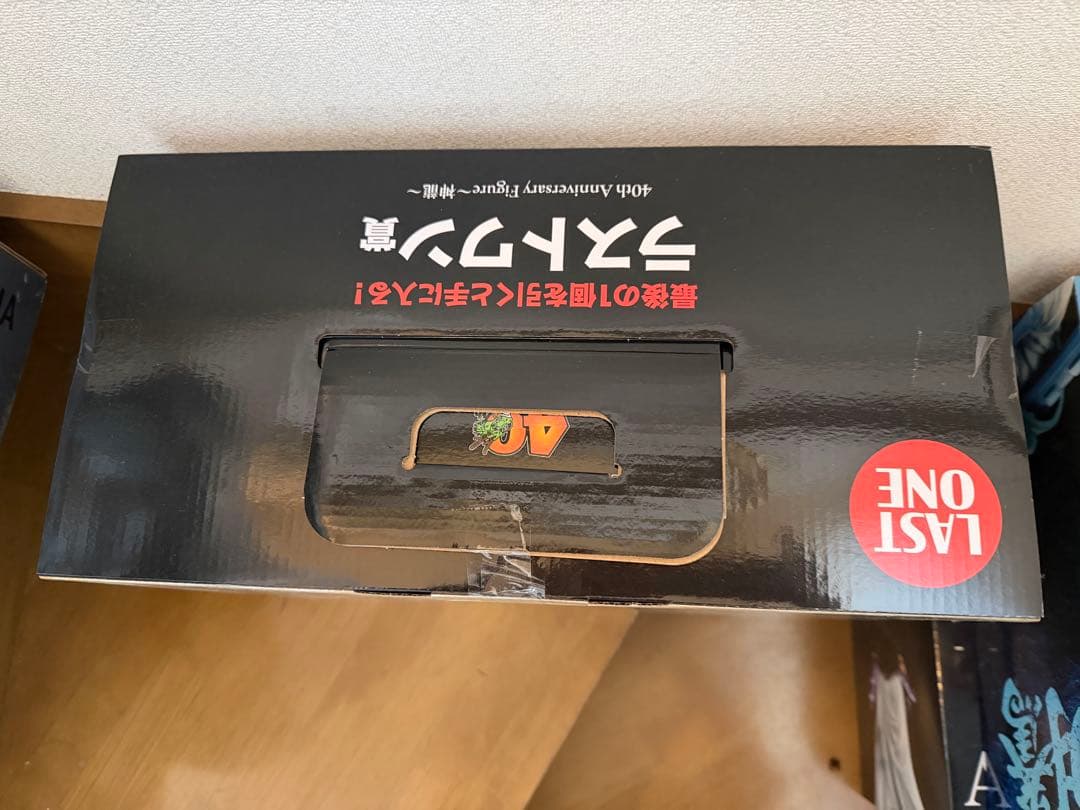 最後の1個を引くと手に入る!
ラストワン賞
40th Anniversary Figure～神龍～
LAST
ONE
40
A